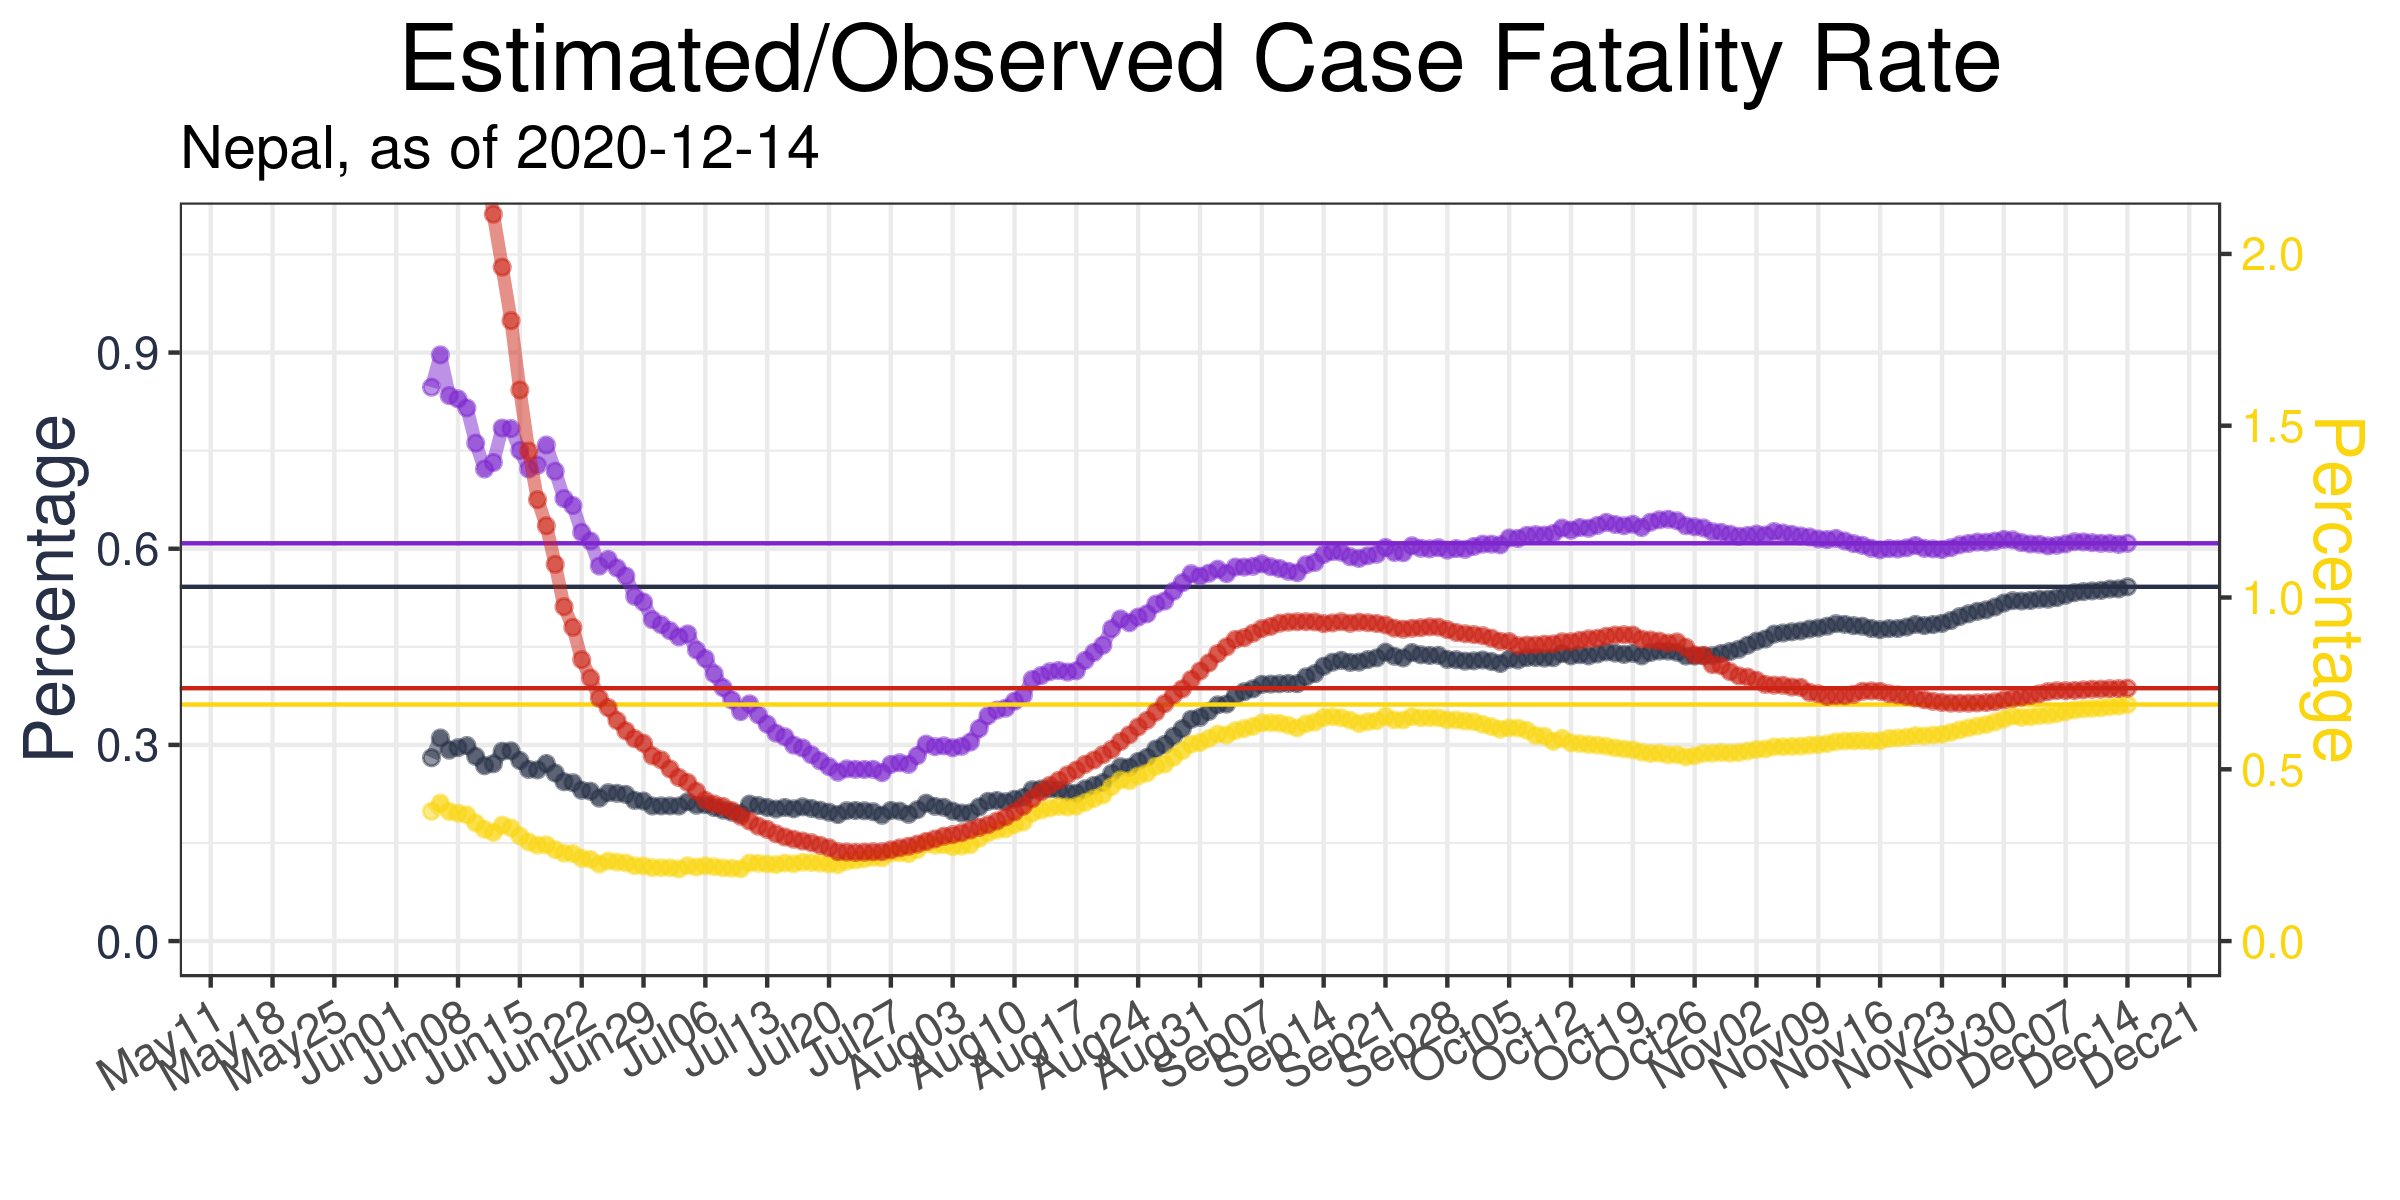 Estimated/Observed Case Fatality Rate
Nepal, as of 2020-12-14
Percentage
0.9
0.6
0.3
0.0
2.0
1.5
1.0
0.5
0.0
Percentage
May11
May18
May25
Jun01
Jun08
Jun15
Jun22
Jun29
Jul06
Jul13
Jul20
Jul27
Aug03
Aug10
Aug17
Aug24
Aug31
Sep07
Sep14
Sep21
Sep28
Oct05
Oct12
Oct19
Oct26
Nov02
Nov09
Nov16
Nov23
Nov30
Dec07
Dec14
Dec21